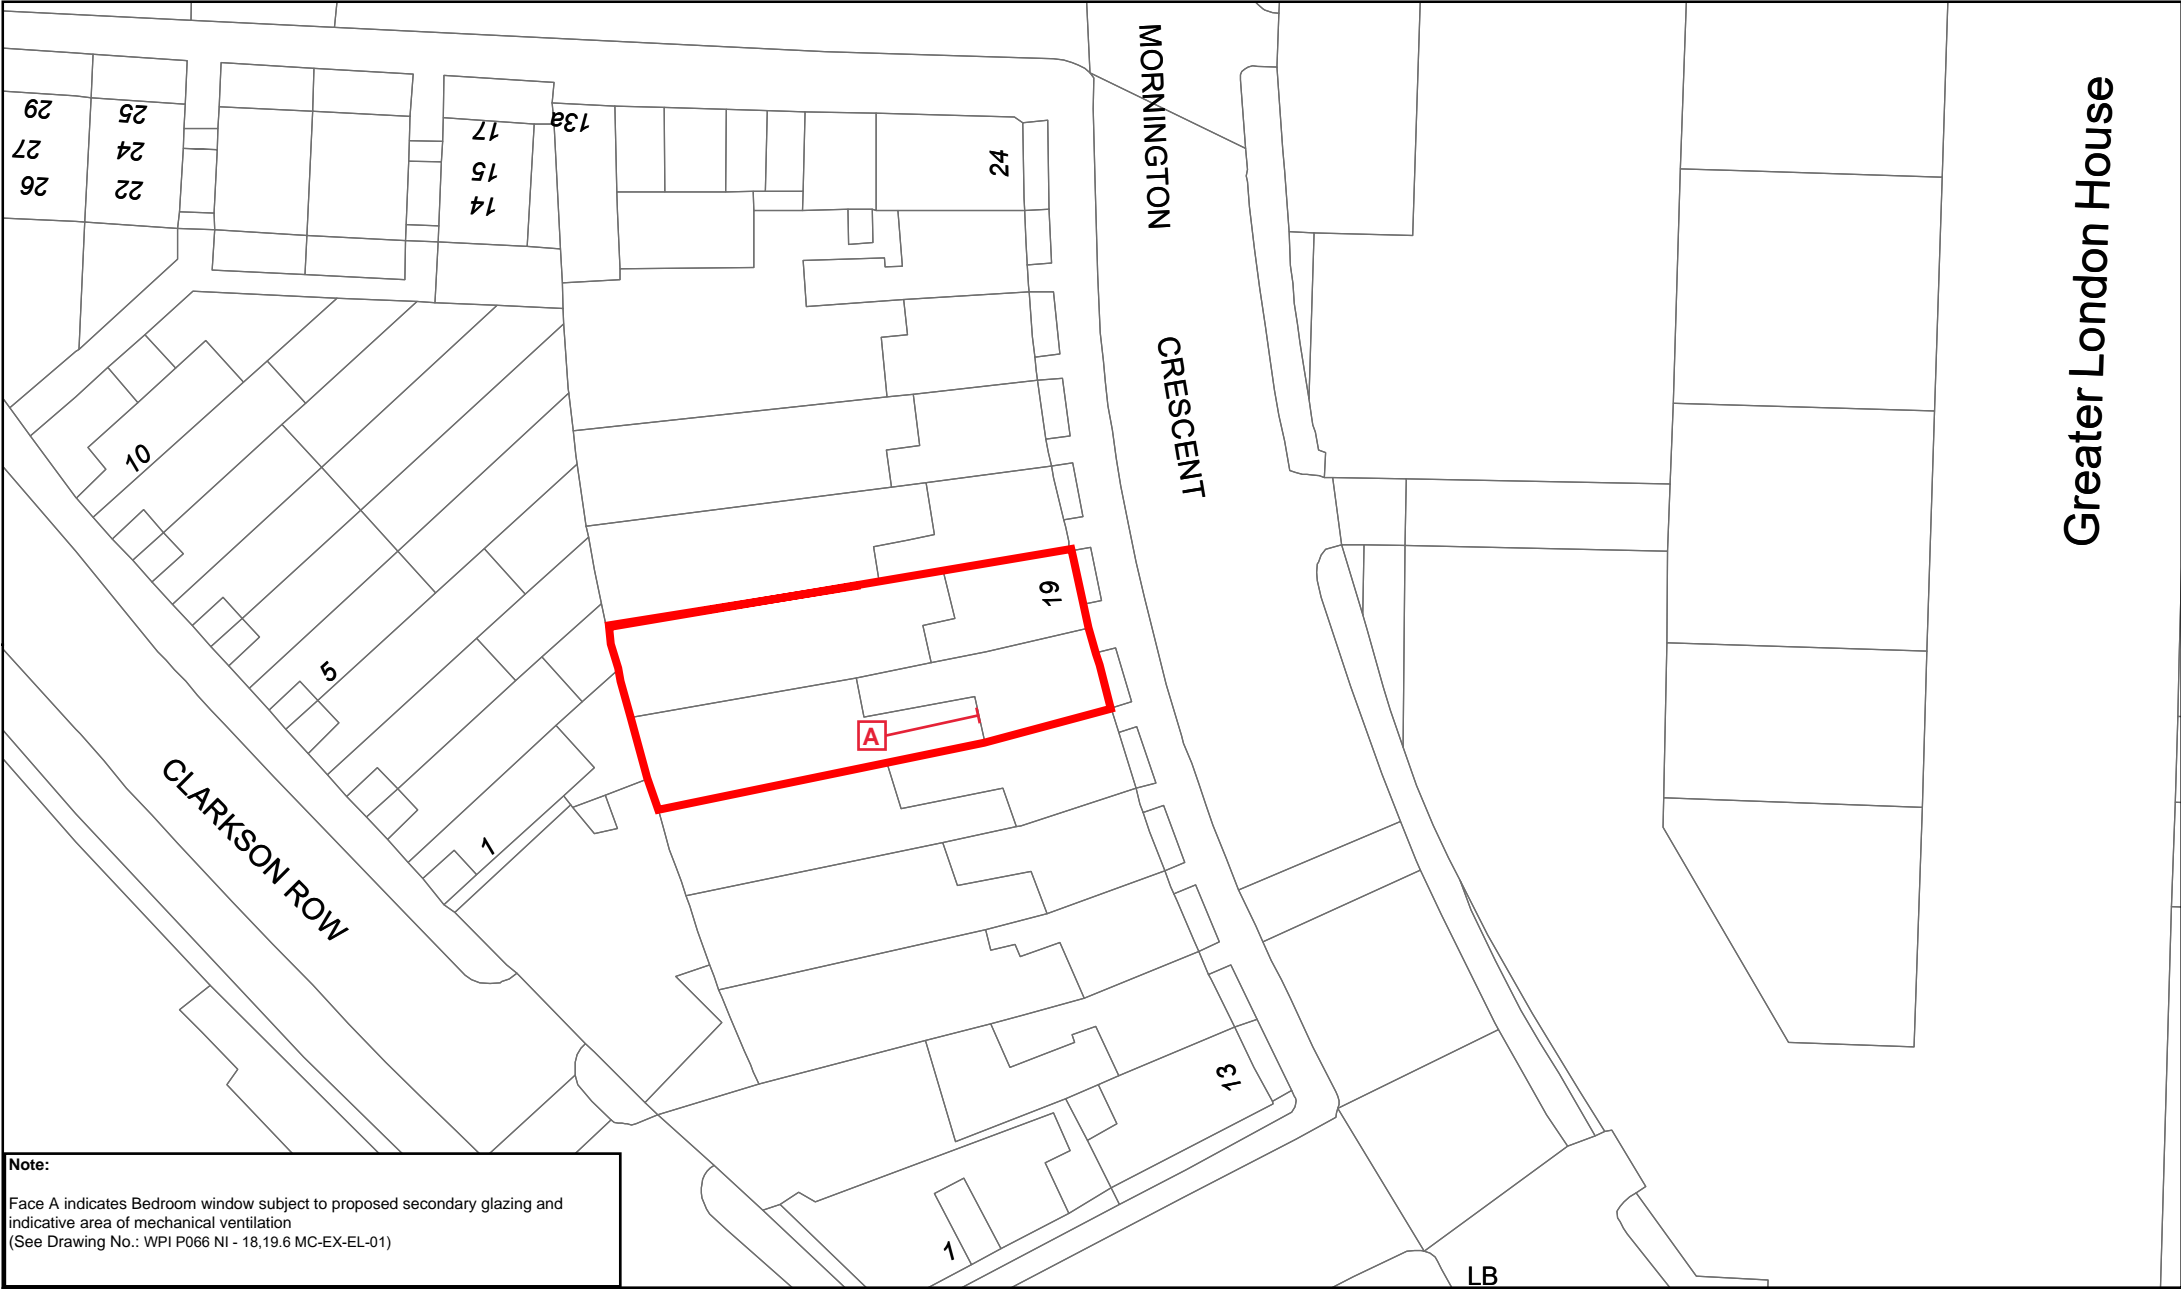 MORNINGTON
CRESCENT
Greater London House
29
27
26
25
24
22
17
15
14
13a
24
10
5
1
19
A
CLARKSON ROW
13
1
LB
Note:
Face A indicates Bedroom window subject to proposed secondary glazing and
indicative area of mechanical ventilation
(See Drawing No.: WPI P066 NI - 18,19.6 MC-EX-EL-01)